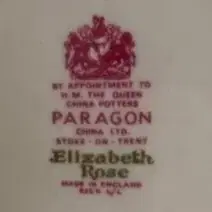 BY APPOINTMENT TO
H.M. THE QUEEN
CHINA POTTERS
PARAGON
CHINA LTD.
STOKE-ON-TRENT
Elizabeth
Rose
MADE IN ENGLAND